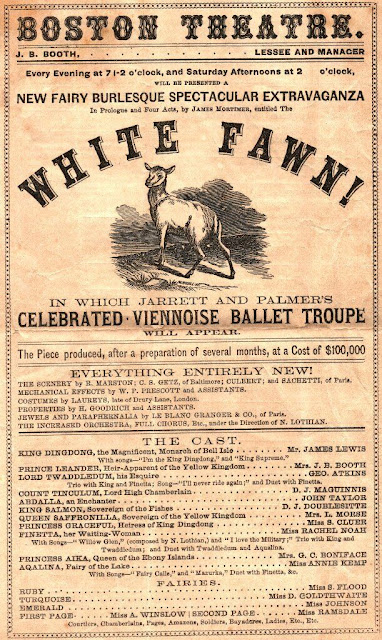 BOSTON THEATRE.
J. B. BOOTH, . . . . . . . . . . LESSEE AND MANAGER
Every Evening at 7 1-2 o'clock, and Saturday Afternoons at 2 o'clock,
WILL BE PRESENTED A
NEW FAIRY BURLESQUE SPECTACULAR EXTRAVAGANZA
In Prologue and Four Acts, by JAMES MORTIMER, entitled The
WHITE FAWN!
IN WHICH JARRETT AND PALMER'S
CELEBRATED VIENNOISE BALLET TROUPE
WILL APPEAR.
The Piece produced, after a preparation of several months, at a Cost of $100,000
EVERYTHING ENTIRELY NEW!
THE SCENERY by R. MARSTON; C. S. GETZ, of Baltimore; CULBERT; and SACHETTI, of Paris.
MECHANICAL EFFECTS by W. P. PRESCOTT and ASSISTANTS.
COSTUMES by LAUREYS, late of Drury Lane, London.
PROPERTIES by H. GOODRICH and ASSISTANTS.
JEWELS AND PARAPHERNALIA by LE BLANC GRANGER & CO., of Paris.
THE INCREASED ORCHESTRA, FULL CHORUS, Etc., under the Direction of N. LOTHIAN.
THE CAST.
KING DINGDONG, the Magnificent, Monarch of Bell Isle . . . Mr. JAMES LEWIS
With songs—"I'm the King Dingdong," and "King Supreme."
PRINCE LEANDER, Heir-Apparent of the Yellow Kingdom . . . Mrs. J. B. BOOTH
LORD TWADDLEDUM, his Esquire . . . GEO. ATKINS
Trio with King and Finetta; Song—"I'll never ride again;" and Duet with Finetta.
COUNT TINCULUM, Lord High Chamberlain . . . D. J. MAGUINNIS
ABDALLA, an Enchanter . . . JOHN TAYLOR
KING SALMON, Sovereign of the Fishes . . . D. J. DOUBLESITTE
QUEEN SAFFRONILLA, Sovereign of the Yellow Kingdom . . . Mrs. L. MORSE
PRINCESS GRACEFUL, Heiress of King Dingdong . . . Miss S. CLUER
FINETTA, her Waiting-Woman . . . Miss RACHEL NOAH
With Songs—"Willow Glen," (composed by N. Lothian,) and "I love the Military;" Trio with King and
Twaddledum; and Duet with Twaddledum and Aqualina.
PRINCESS AIKA, Queen of the Ebony Islands . . . Mrs. G. C. BONIFACE
AQALINA, Fairy of the Lake . . . Miss ANNIE KEMP
With Songs—"Fairy Calls," and "Mazurka," Duet with Finetta, &c.
FAIRIES.
RUBY . . . Miss S. FLOOD
TURQUOISE . . . Miss D. GOLDTHWAITE
EMERALD . . . Miss JOHNSON
FIRST PAGE . . . Miss A. WINSLOW | SECOND PAGE . . . Miss RAMSDALE
Courtiers, Chamberlains, Pages, Amazons, Soldiers, Bayadères, Ladies, Etc., Etc.